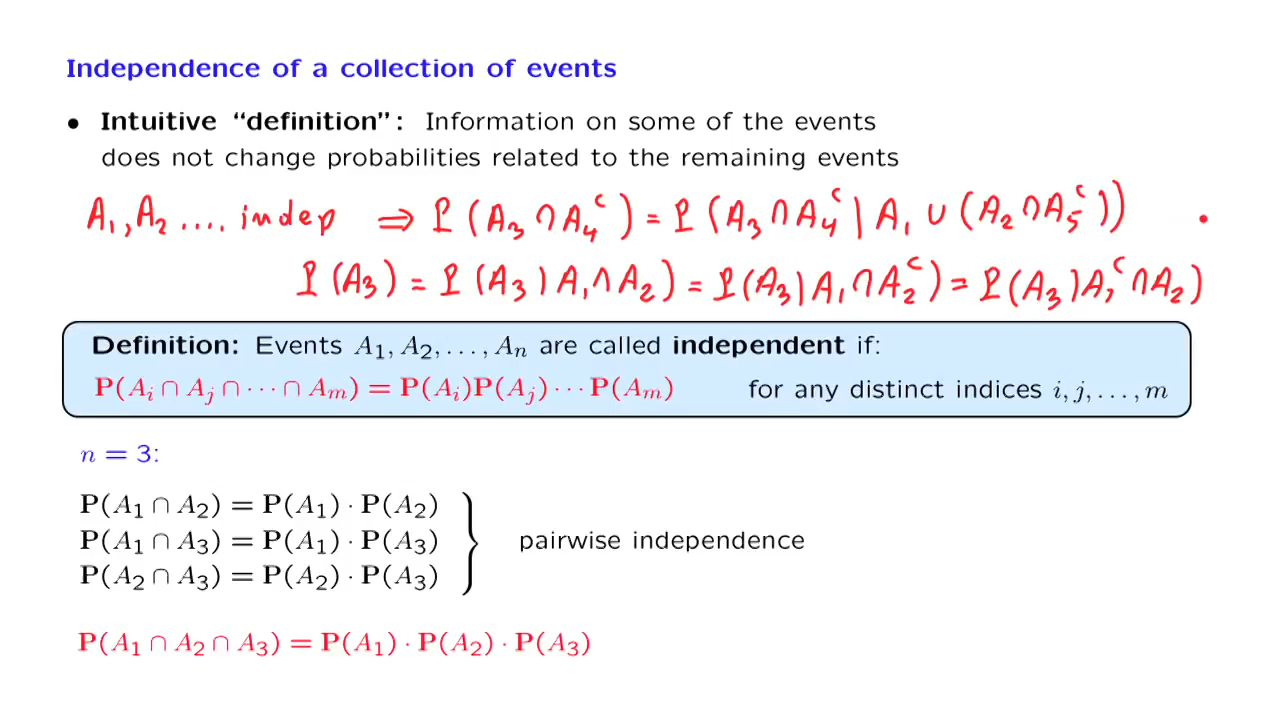 Independence of a collection of events
• Intuitive “definition”: Information on some of the events
does not change probabilities related to the remaining events
A₁, A₂ .... indep ⇒ P(A₃ ∩ A₄ᶜ) = P(A₃ ∩ A₄ᶜ | A₁ ∪ (A₂ ∩ A₅ᶜ))
P(A₃) = P(A₃ | A₁ ∩ A₂) = P(A₃ | A₁ ∩ A₂ᶜ) = P(A₃ | A₁ᶜ ∩ A₂)
Definition: Events A₁, A₂, . . . , Aₙ are called independent if:
P(Aᵢ ∩ Aⱼ ∩ ··· ∩ Aₘ) = P(Aᵢ)P(Aⱼ) ··· P(Aₘ) for any distinct indices i, j, . . . , m
n = 3:
P(A₁ ∩ A₂) = P(A₁) · P(A₂)
P(A₁ ∩ A₃) = P(A₁) · P(A₃) pairwise independence
P(A₂ ∩ A₃) = P(A₂) · P(A₃)
P(A₁ ∩ A₂ ∩ A₃) = P(A₁) · P(A₂) · P(A₃)